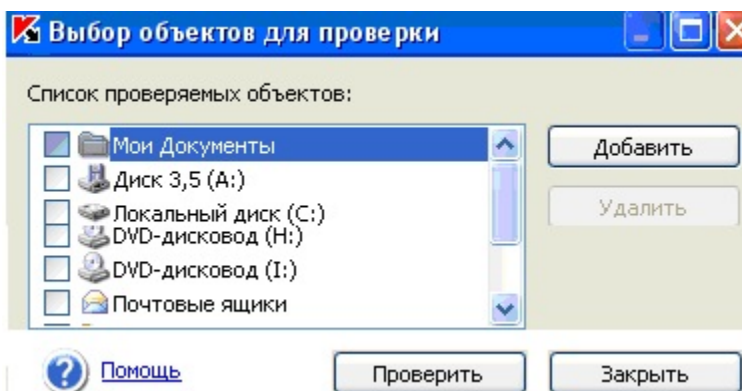 Выбор объектов для проверки
Список проверяемых объектов:
Мои Документы
Добавить
Диск 3,5 (A:)
Локальный диск (C:)
Удалить
DVD-дисковод (H:)
DVD-дисковод (I:)
Почтовые ящики
Помощь
Проверить
Закрыть